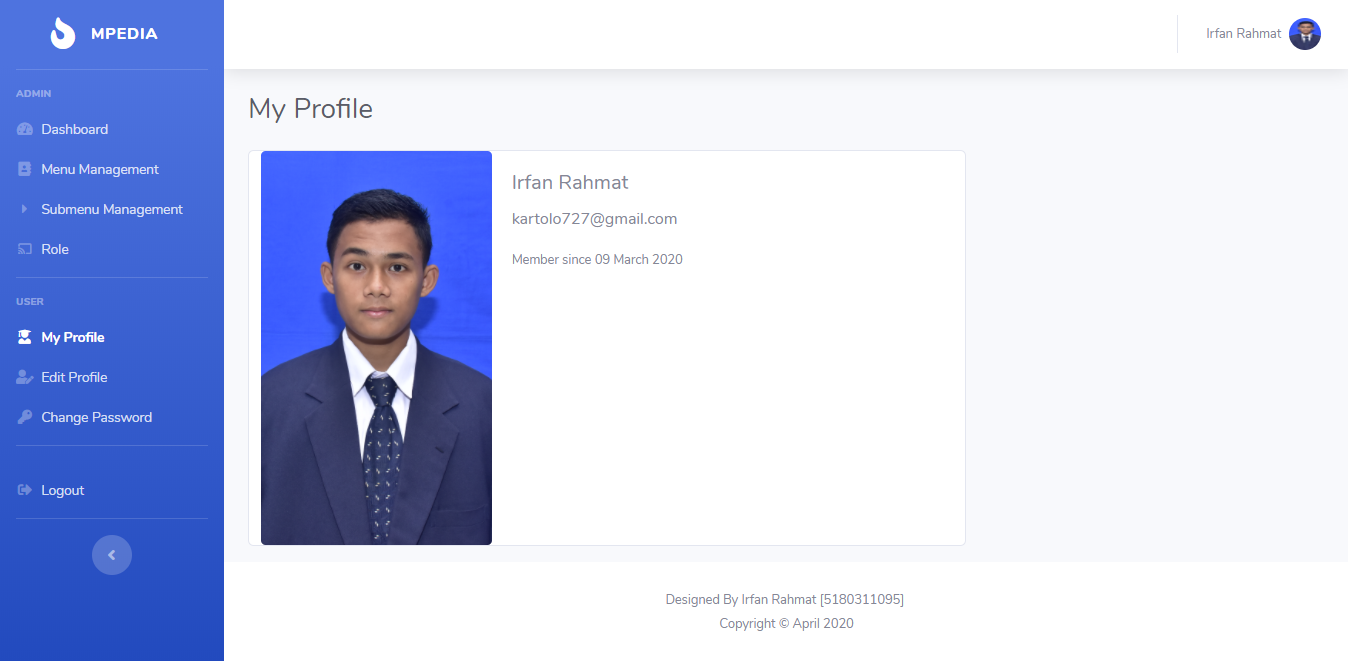 MPEDIA
ADMIN
Dashboard
Menu Management
Submenu Management
Role
USER
My Profile
Edit Profile
Change Password
Logout
Irfan Rahmat
My Profile
Irfan Rahmat
kartolo727@gmail.com
Member since 09 March 2020
Designed By Irfan Rahmat [5180311095]
Copyright © April 2020